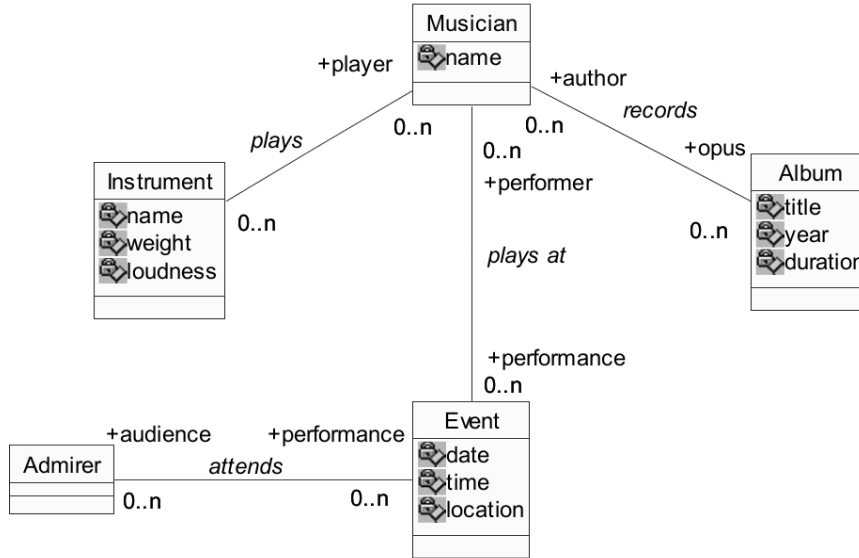 Musician
name
+player
+author
records
0..n
0..n
plays
0..n
+opus
+performer
Instrument
name
weight
loudness
0..n
Album
title
year
duration
0..n
plays at
+performance
0..n
+audience
+performance
Event
date
time
location
Admirer
attends
0..n
0..n